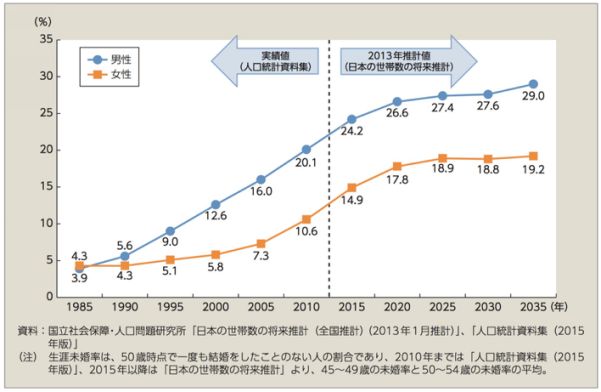 (%)
35
30
25
20
15
10
5
0
男性
女性
実績値
(人口統計資料集)
2013年推計値
(日本の世帯数の将来推計)
3.9 5.6 9.0 12.6 16.0 20.1 24.2 26.6 27.4 27.6 29.0
4.3 4.3 5.1 5.8 7.3 10.6 14.9 17.8 18.9 18.8 19.2
1985 1990 1995 2000 2005 2010 2015 2020 2025 2030 2035(年)
資料：国立社会保障・人口問題研究所「日本の世帯数の将来推計（全国推計）（2013年1月推計）」、「人口統計資料集（2015
年版）」
（注） 生涯未婚率は、50歳時点で一度も結婚をしたことのない人の割合であり、2010年までは「人口統計資料集（2015
年版）」、2015年以降は「日本の世帯数の将来推計」より、45～49歳の未婚率と50～54歳の未婚率の平均。